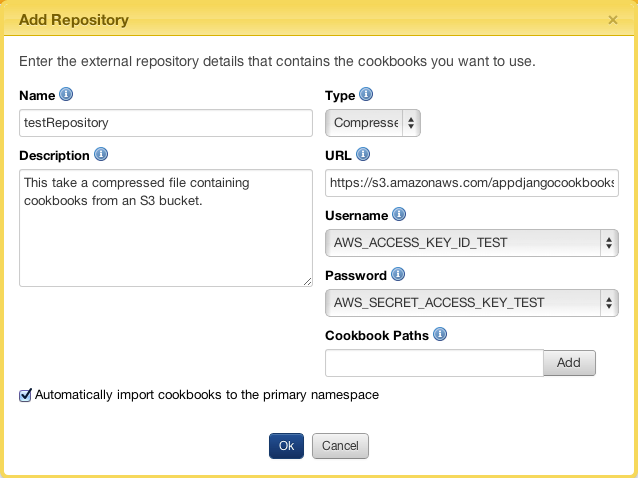 Add Repository
×
Enter the external repository details that contains the cookbooks you want to use.
Name
Type
testRepository
Compresse
Description
URL
This take a compressed file containing
cookbooks from an S3 bucket.
https://s3.amazonaws.com/appdjangocookbooks
Username
AWS_ACCESS_KEY_ID_TEST
Password
AWS_SECRET_ACCESS_KEY_TEST
Cookbook Paths
Add
Automatically import cookbooks to the primary namespace
Ok
Cancel